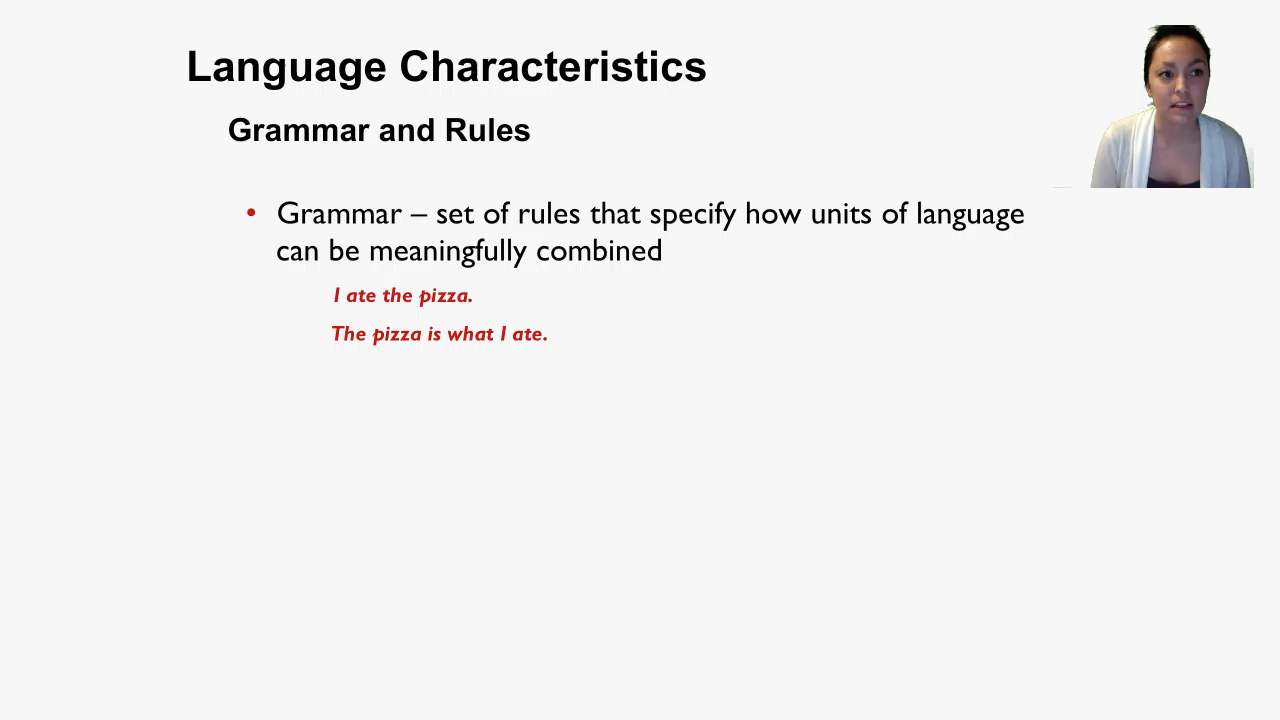 Language Characteristics
Grammar and Rules
• Grammar – set of rules that specify how units of language
can be meaningfully combined
I ate the pizza.
The pizza is what I ate.